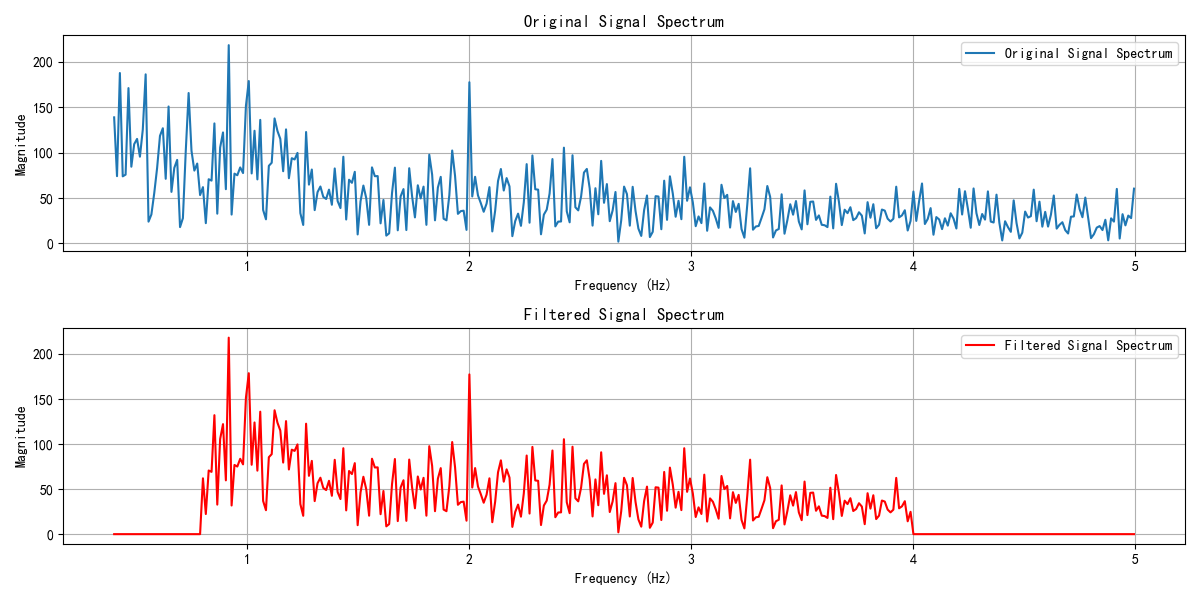 Original Signal Spectrum
Original Signal Spectrum
Magnitude
200
150
100
50
0
1 2 3 4 5
Frequency (Hz)
Filtered Signal Spectrum
Filtered Signal Spectrum
Magnitude
200
150
100
50
0
1 2 3 4 5
Frequency (Hz)